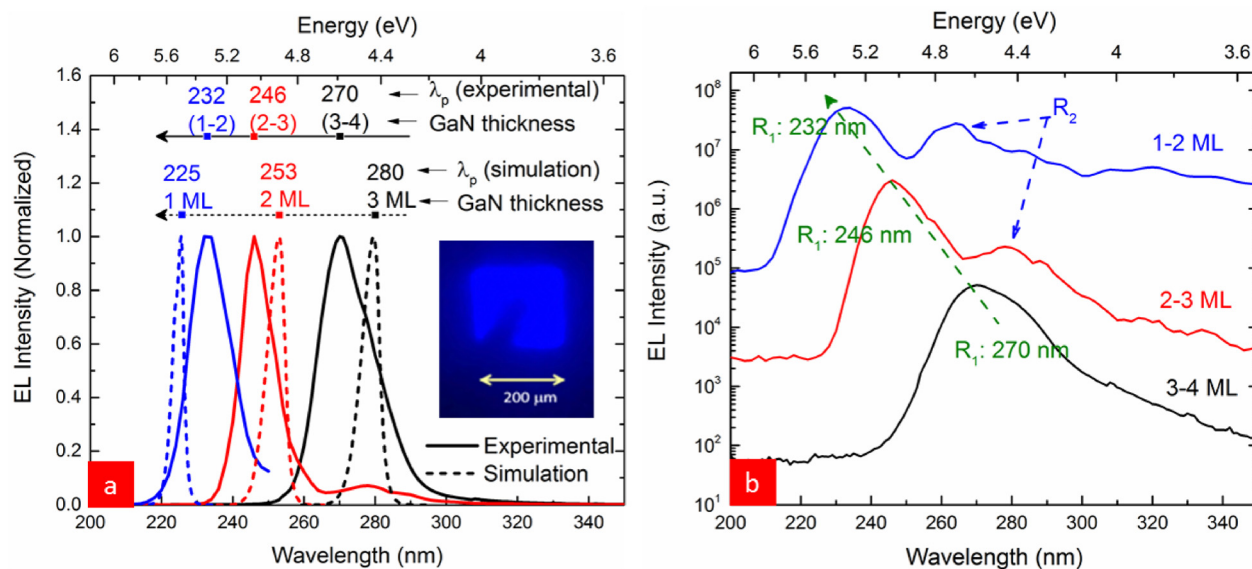 Energy (eV)
6 5.6 5.2 4.8 4.4 4 3.6
1.6
1.4
1.2
1.0
0.8
0.6
0.4
0.2
0.0
EL Intensity (Normalized)
232 246 270 λp (experimental)
(1-2) (2-3) (3-4) GaN thickness
225 253 280 λp (simulation)
1 ML 2 ML 3 ML GaN thickness
200 μm
Experimental
Simulation
a
200 220 240 260 280 300 320 340
Wavelength (nm)
Energy (eV)
6 5.6 5.2 4.8 4.4 4 3.6
10⁸
10⁷
10⁶
10⁵
10⁴
10³
10²
10¹
EL Intensity (a.u.)
R₁: 232 nm
R₂
1-2 ML
R₁: 246 nm
2-3 ML
R₁: 270 nm
3-4 ML
b
200 220 240 260 280 300 320 340
Wavelength (nm)